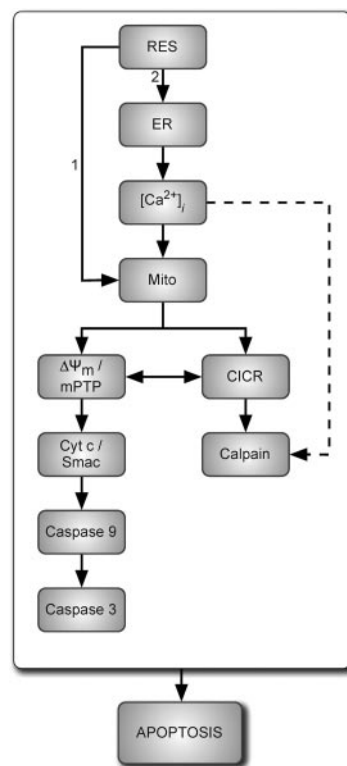 RES
2
1
ER
[Ca²⁺]ᵢ
Mito
ΔΨm /
mPTP
CICR
Cyt c /
Smac
Calpain
Caspase 9
Caspase 3
APOPTOSIS